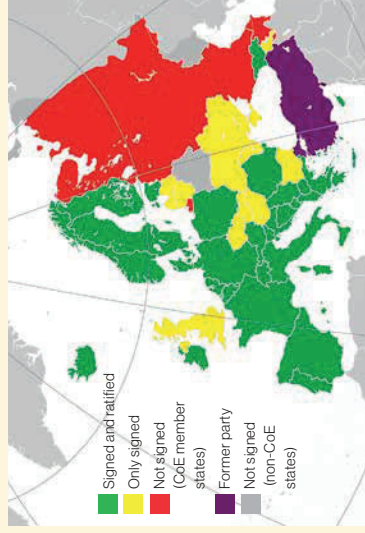 Signed and ratified
Only signed
Not signed
(CoE member
states)
Former party
Not signed
(non-CoE
states)